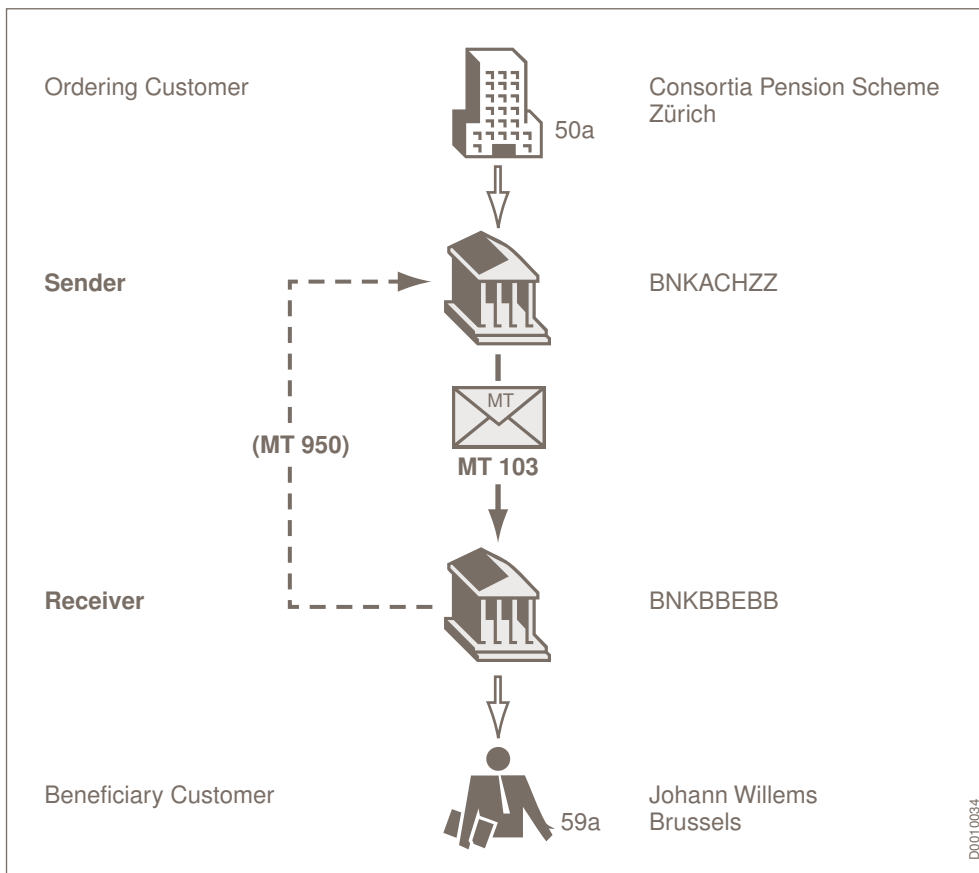 Ordering Customer
50a
Consortia Pension Scheme
Zürich
Sender
BNKACHZZ
MT
(MT 950)
MT 103
Receiver
BNKBBEBB
Beneficiary Customer
59a
Johann Willems
Brussels
D0010034